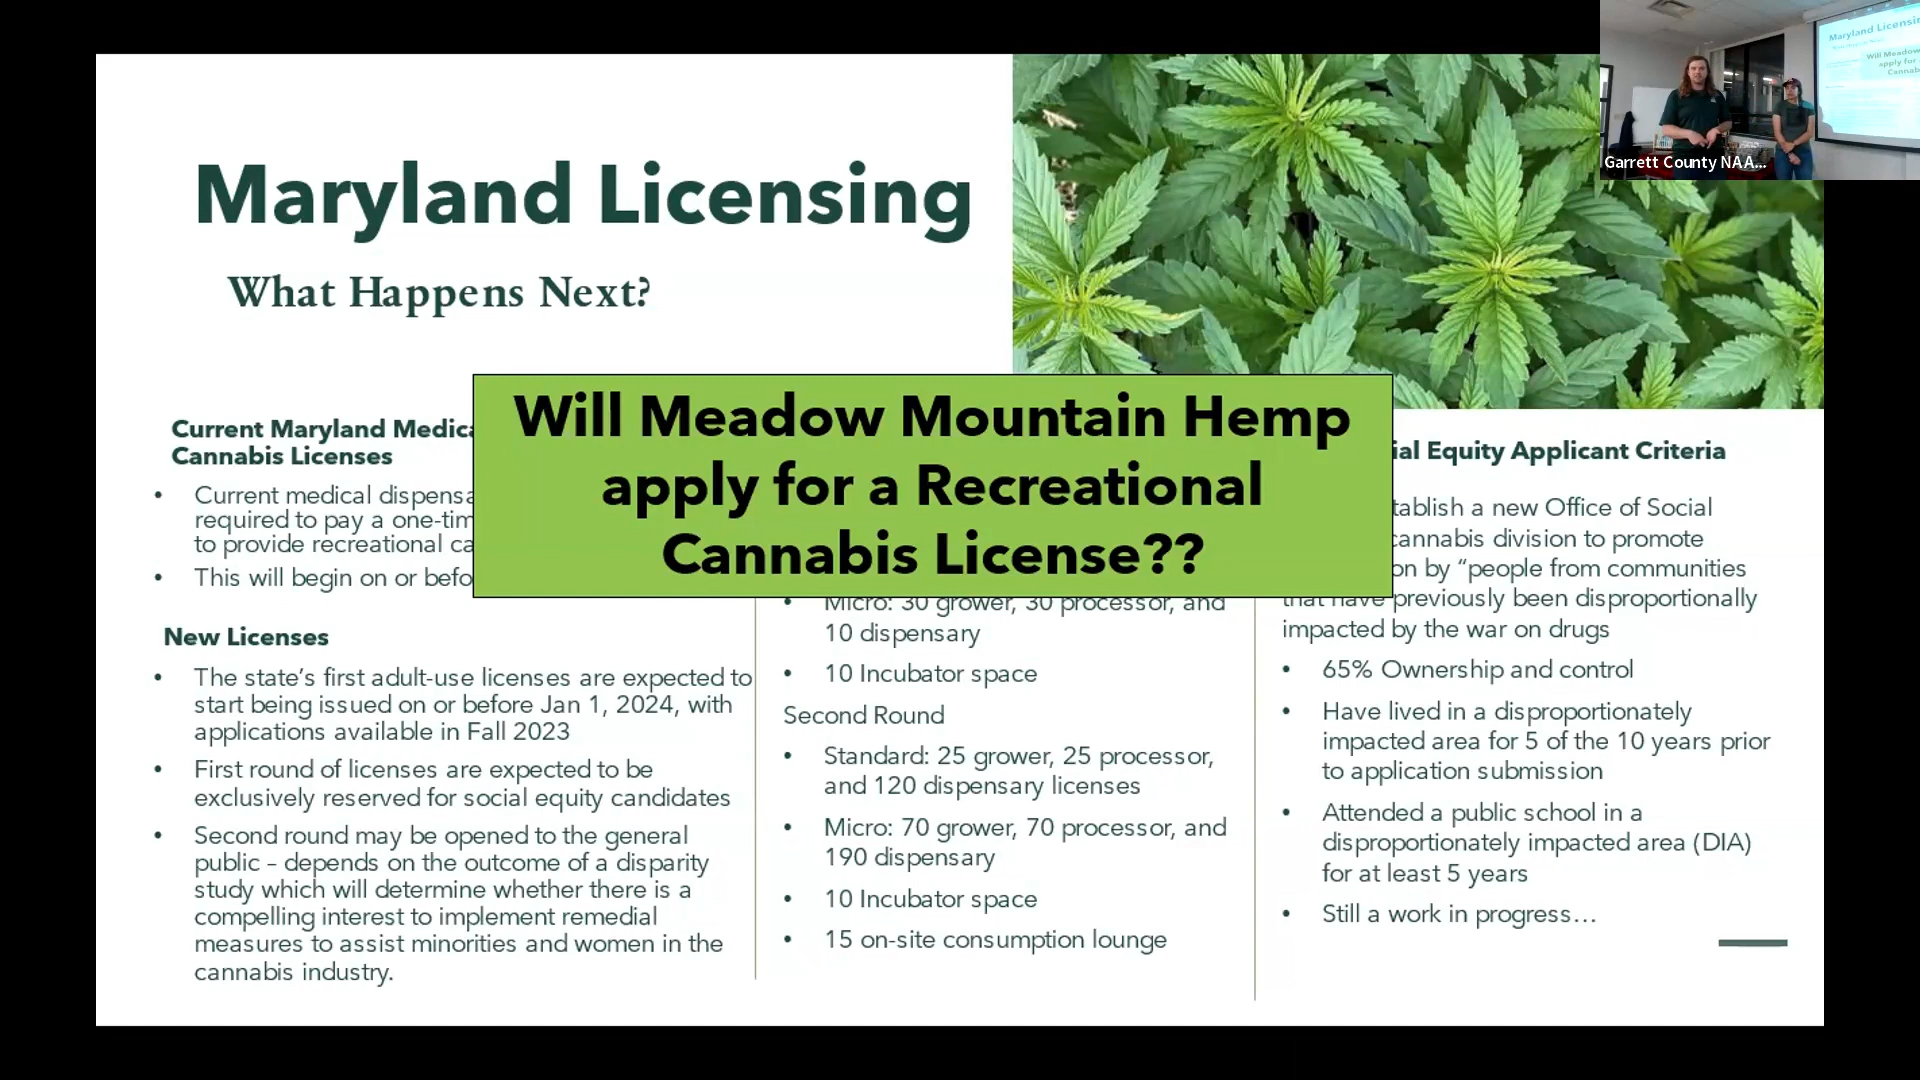 Maryland Licensing
What Happens Next?
Will Meadow Mountain Hemp
apply for a Recreational
Cannabis License??
Current Maryland Medica
Cannabis Licenses
• Current medical dispensa
required to pay a one-tim
to provide recreational ca
• This will begin on or befo
New Licenses
• The state's first adult-use licenses are expected to
start being issued on or before Jan 1, 2024, with
applications available in Fall 2023
• First round of licenses are expected to be
exclusively reserved for social equity candidates
• Second round may be opened to the general
public – depends on the outcome of a disparity
study which will determine whether there is a
compelling interest to implement remedial
measures to assist minorities and women in the
cannabis industry.
• Micro: 30 grower, 30 processor, and
10 dispensary
• 10 Incubator space
Second Round
• Standard: 25 grower, 25 processor,
and 120 dispensary licenses
• Micro: 70 grower, 70 processor, and
190 dispensary
• 10 Incubator space
• 15 on-site consumption lounge
ial Equity Applicant Criteria
tablish a new Office of Social
cannabis division to promote
on by “people from communities
that have previously been disproportionally
impacted by the war on drugs
• 65% Ownership and control
• Have lived in a disproportionately
impacted area for 5 of the 10 years prior
to application submission
• Attended a public school in a
disproportionately impacted area (DIA)
for at least 5 years
• Still a work in progress…
Garrett County NAA...
Maryland Licensin
Will Meadow
apply for
Cannab